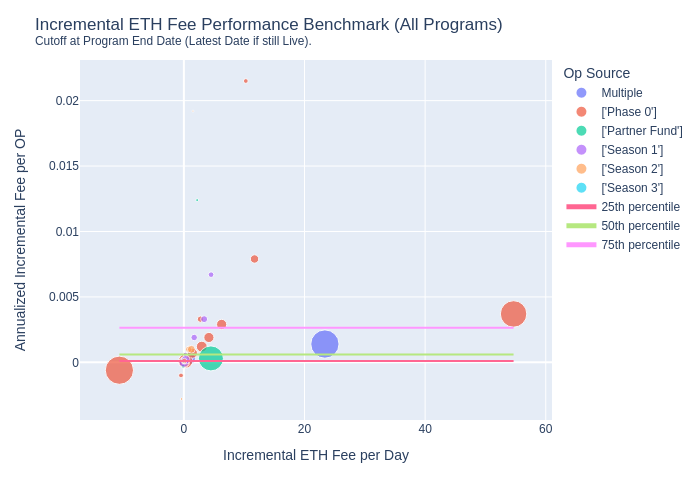 Incremental ETH Fee Performance Benchmark (All Programs)
Cutoff at Program End Date (Latest Date if still Live).
Annualized Incremental Fee per OP
0.02
0.015
0.01
0.005
0
0
20
40
60
Incremental ETH Fee per Day
Op Source
Multiple
['Phase 0']
['Partner Fund']
['Season 1']
['Season 2']
['Season 3']
25th percentile
50th percentile
75th percentile